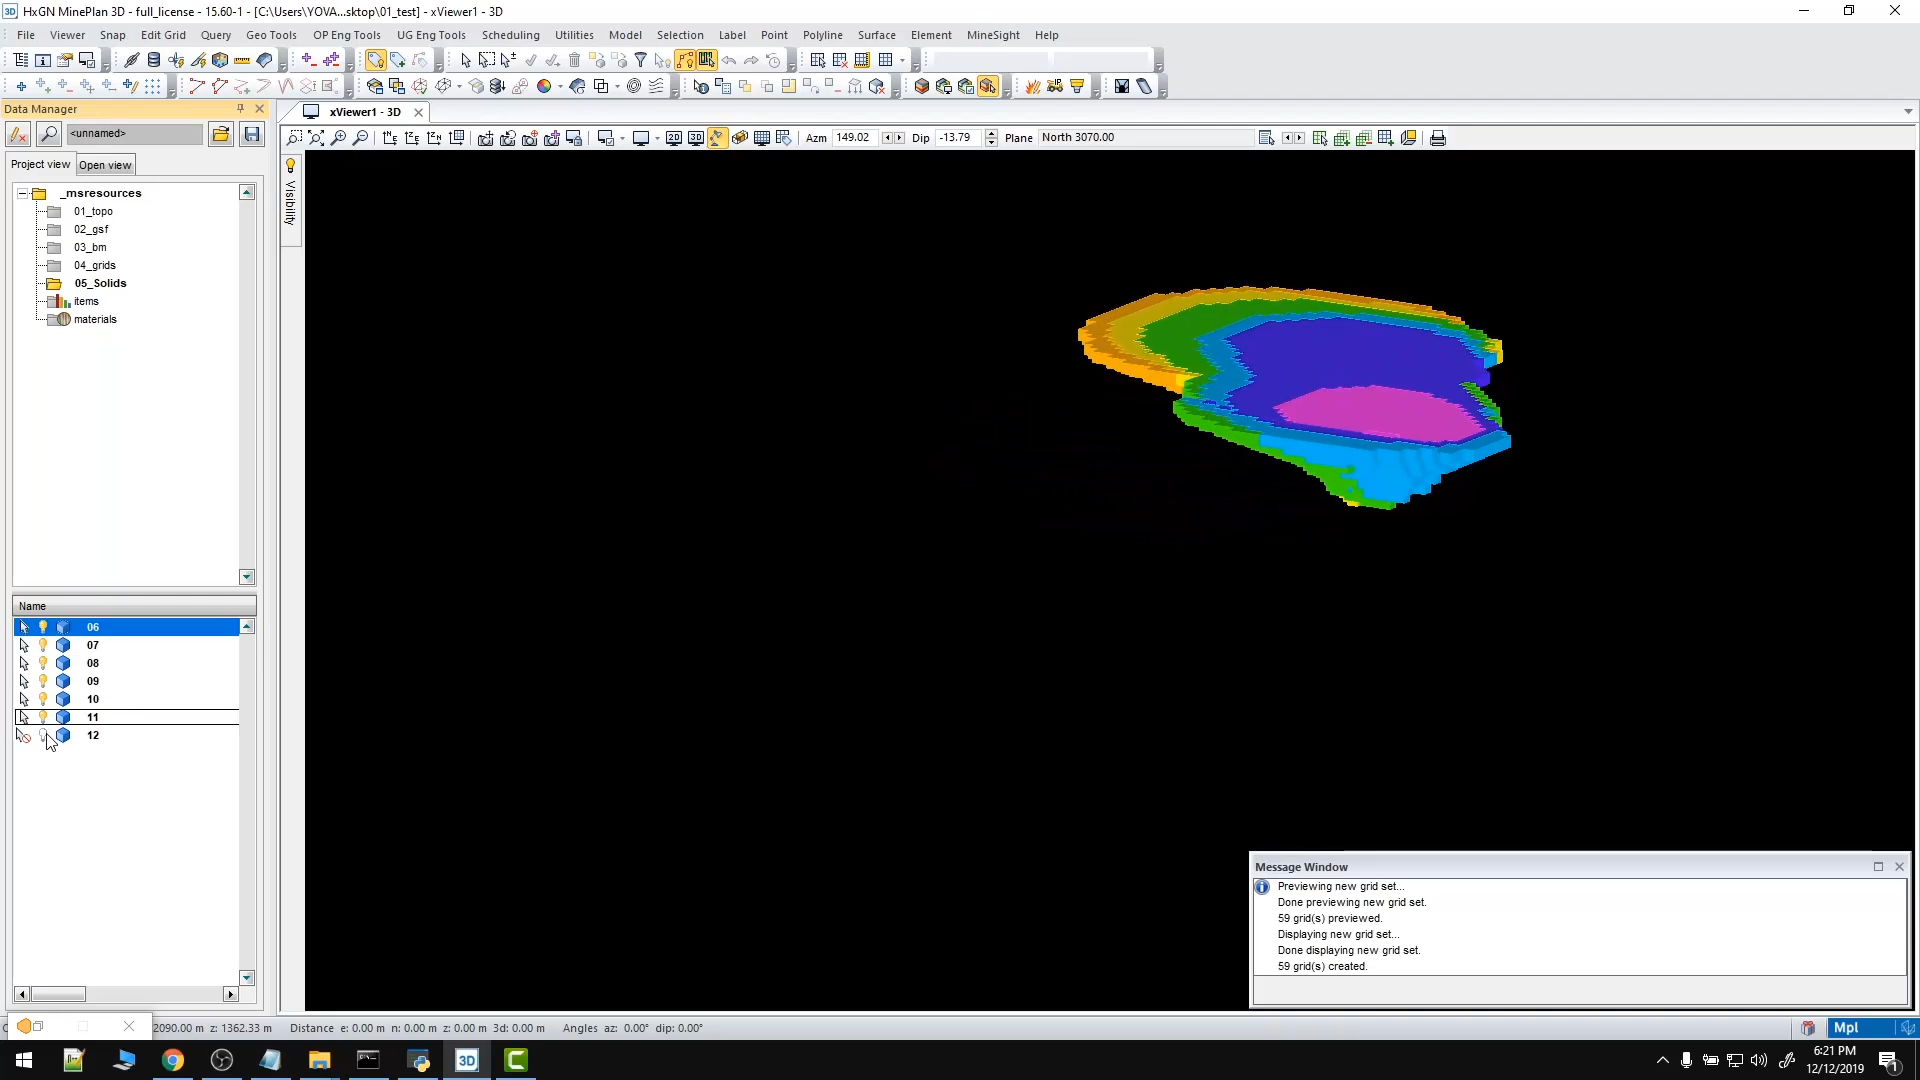 HxGN MinePlan 3D - full_license - 15.60-1 - [C:\Users\YOVA...sktop\01_test] - xViewer1 - 3D
File Viewer Snap Edit Grid Query Geo Tools OP Eng Tools UG Eng Tools Scheduling Utilities Model Selection Label Point Polyline Surface Element MineSight Help
Data Manager
xViewer1 - 3D
<unnamed>
Azm 149.02 Dip -13.79 Plane North 3070.00
Project view Open view
Visibility
_msresources
01_topo
02_gsf
03_bm
04_grids
05_Solids
items
materials
Name
06
07
08
09
10
11
12
Message Window
Previewing new grid set...
Done previewing new grid set.
59 grid(s) previewed.
Displaying new grid set...
Done displaying new grid set.
59 grid(s) created.
2090.00 m z: 1362.33 m Distance e: 0.00 m n: 0.00 m z: 0.00 m 3d: 0.00 m Angles az: 0.00° dip: 0.00°
Mpl
3D
6:21 PM
12/12/2019
1